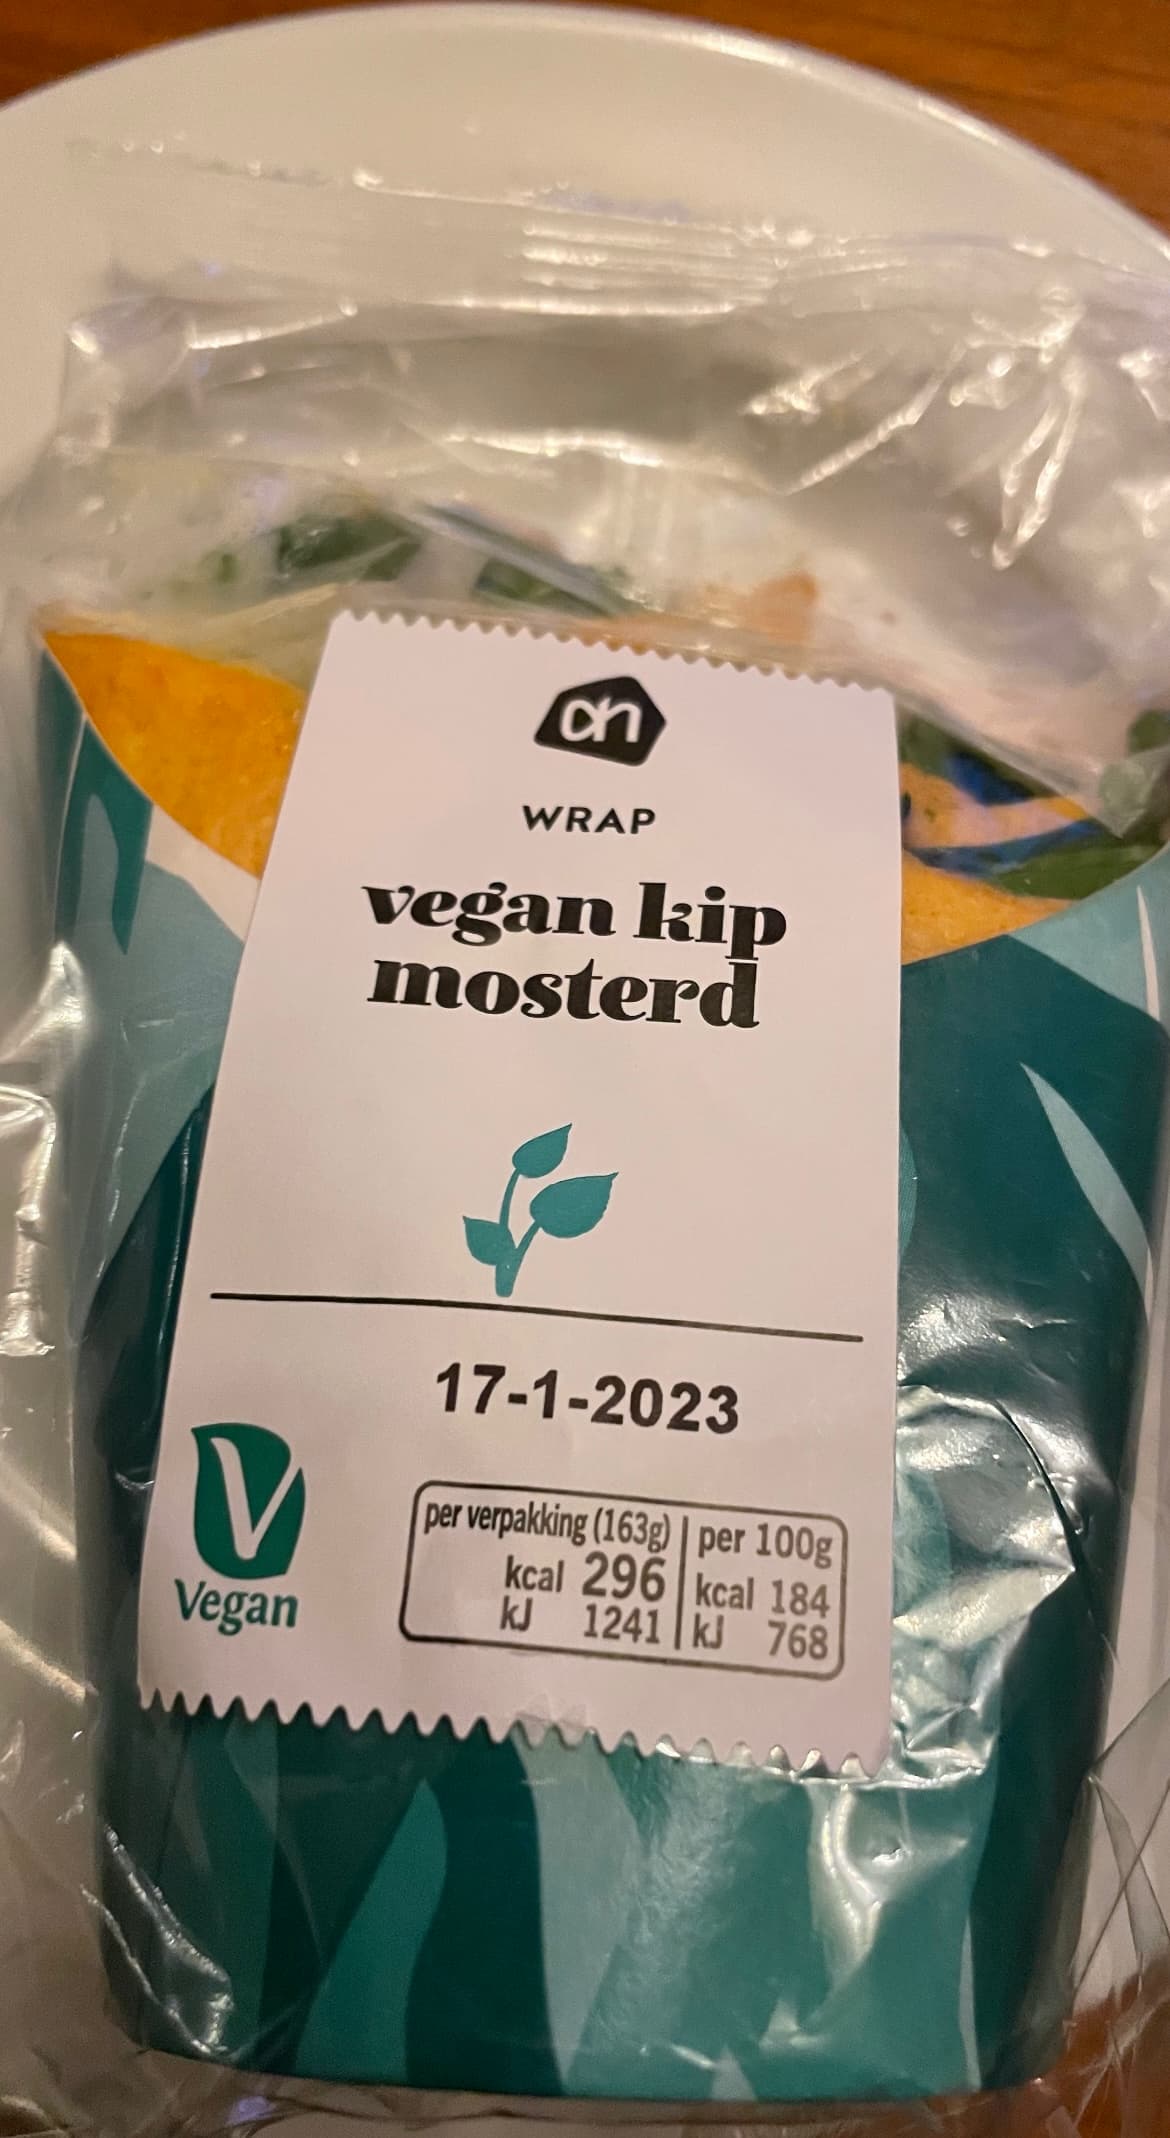 ah
WRAP
vegan kip
mosterd
17-1-2023
V
Vegan
per verpakking (163g) | per 100g
kcal 296 | kcal 184
kJ 1241 | kJ 768